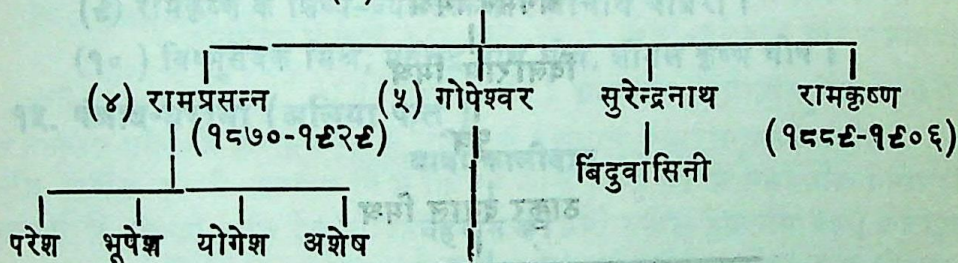 (४) रामप्रसन्न (५) गोपेश्वर सुरेन्द्रनाथ रामकृष्ण
(१८७०-१९२९) (१८८९-१९०६)
बिंदुवासिनी
परेश भूपेश योगेश अशेष